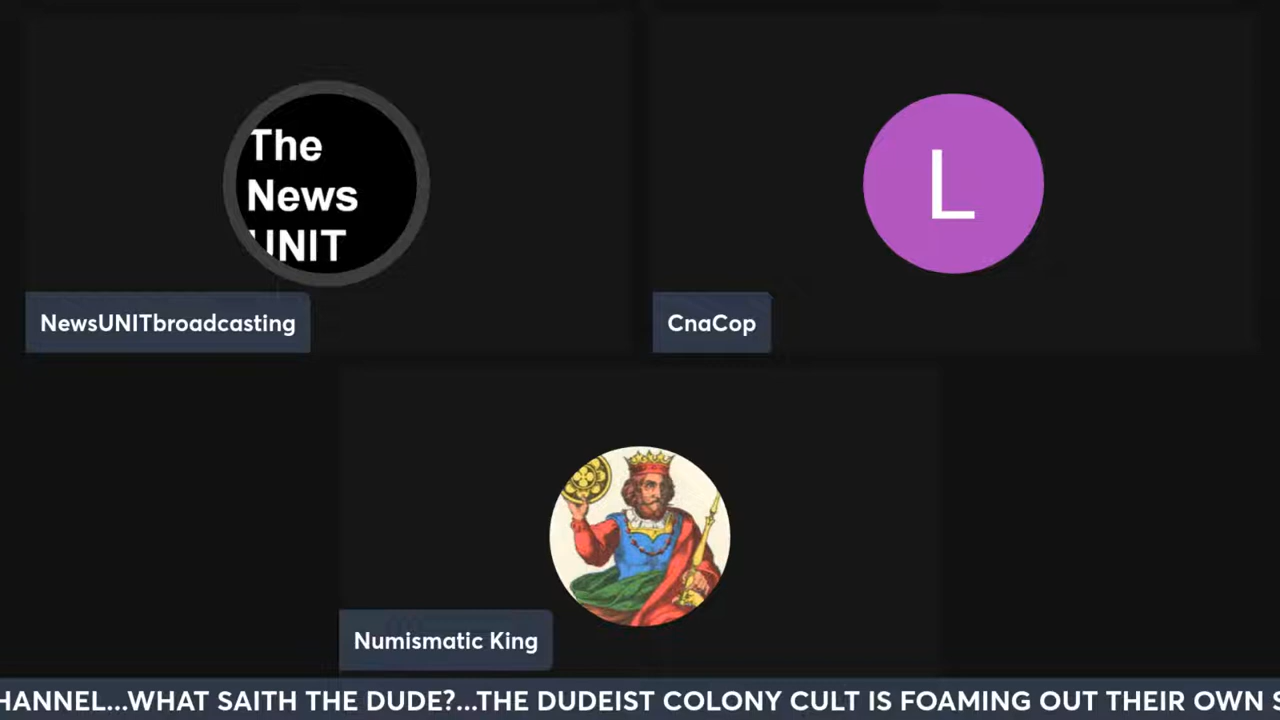 The
News
UNIT
NewsUNITbroadcasting
L
CnaCop
Numismatic King
HANNEL...WHAT SAITH THE DUDE?...THE DUDEIST COLONY CULT IS FOAMING OUT THEIR OWN S